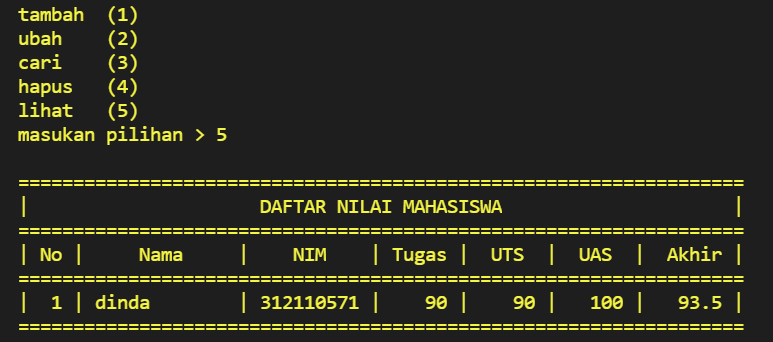 tambah  (1)
ubah    (2)
cari    (3)
hapus   (4)
lihat   (5)
masukan pilihan > 5
==================================================================
|                     DAFTAR NILAI MAHASISWA                     |
==================================================================
| No |     Nama     |    NIM    | Tugas |  UTS  |  UAS  |  Akhir |
==================================================================
|  1 | dinda        | 312110571 |    90 |    90 |   100 |   93.5 |
==================================================================